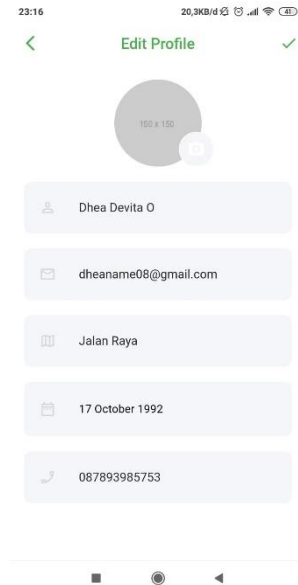 23:16
20,3KB/d
41
Edit Profile
150 x 150
Dhea Devita O
dheaname08@gmail.com
Jalan Raya
17 October 1992
087893985753